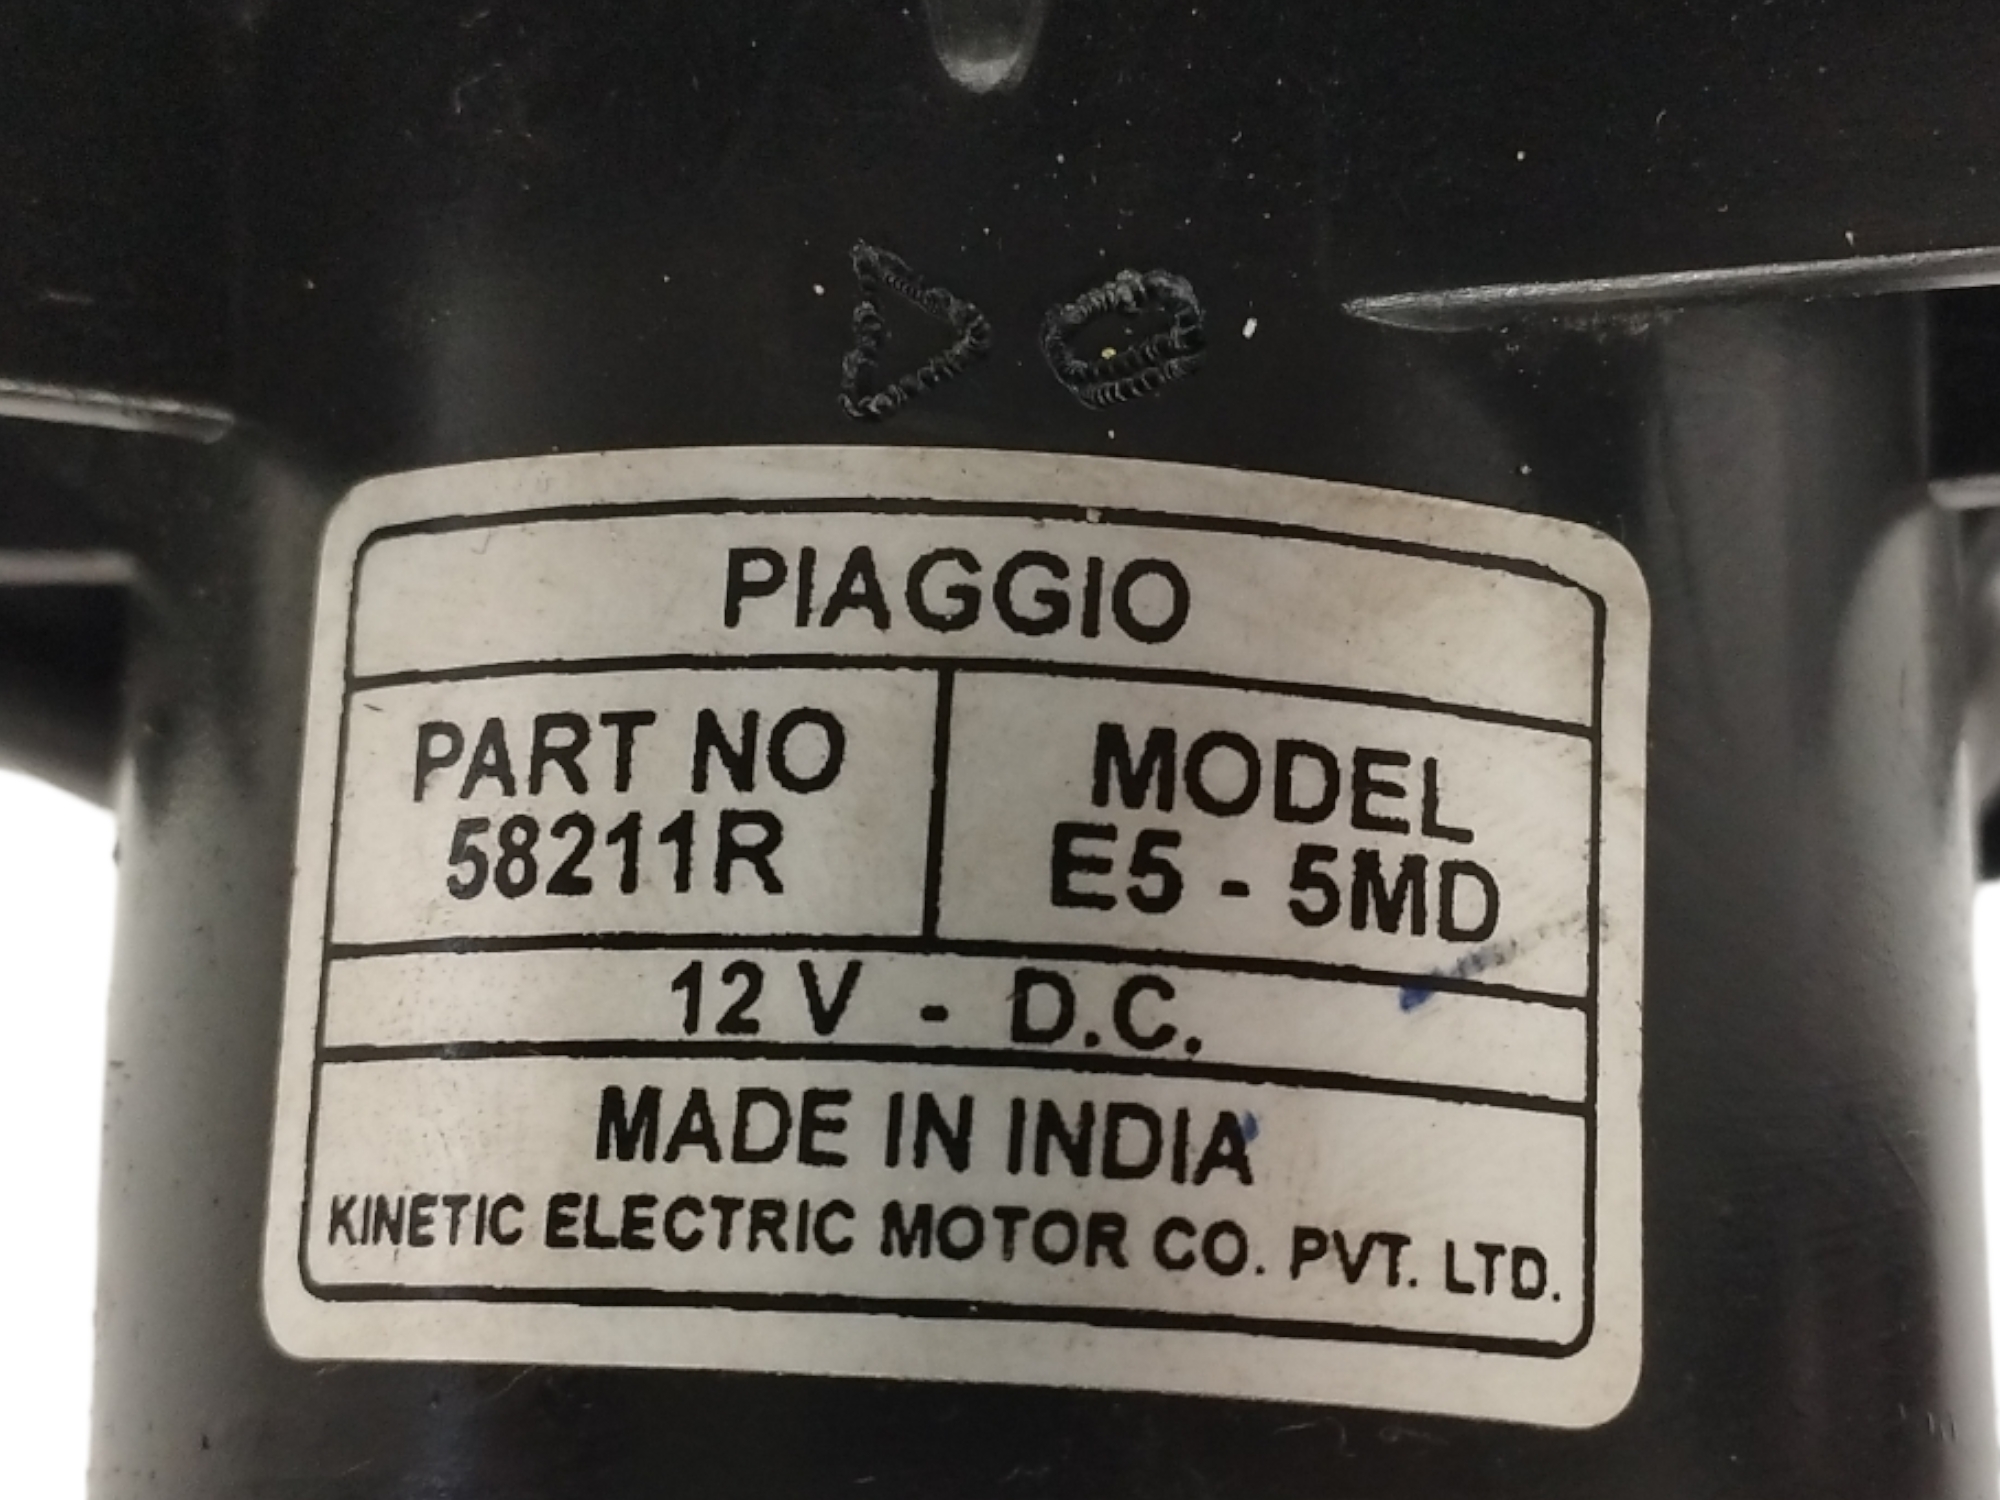 PIAGGIO
PART NO
58211R
MODEL
E5 - 5MD
12 V - D.C.
MADE IN INDIA
KINETIC ELECTRIC MOTOR CO. PVT. LTD.